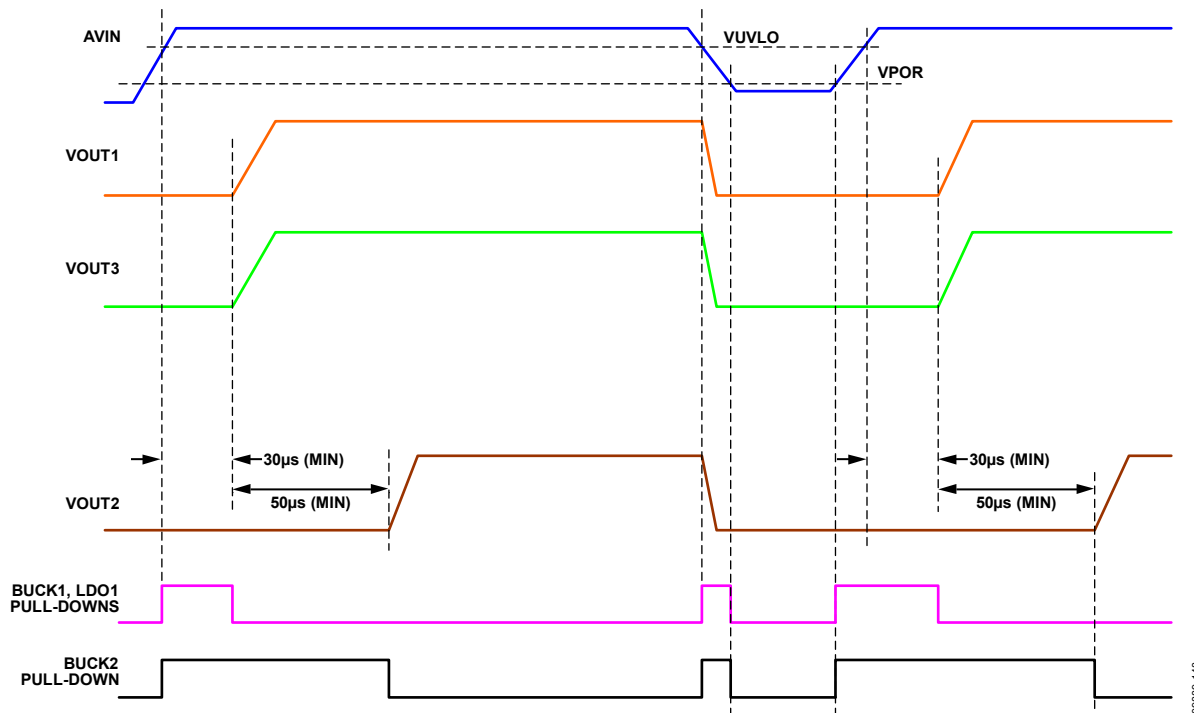 AVIN
VUVLO
VPOR
VOUT1
VOUT3
30µs (MIN)
30µs (MIN)
50µs (MIN)
50µs (MIN)
VOUT2
BUCK1, LDO1
PULL-DOWNS
BUCK2
PULL-DOWN